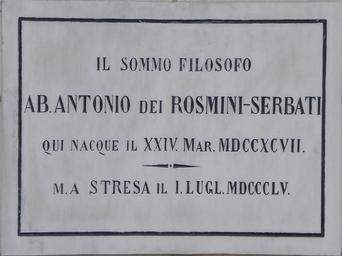 IL SOMMO FILOSOFO
AB. ANTONIO DEI ROSMINI-SERBATI
QUI NACQUE IL XXIV. MAR. MDCCXCVII.
M. A STRESA IL I. LUGL. MDCCCLV.